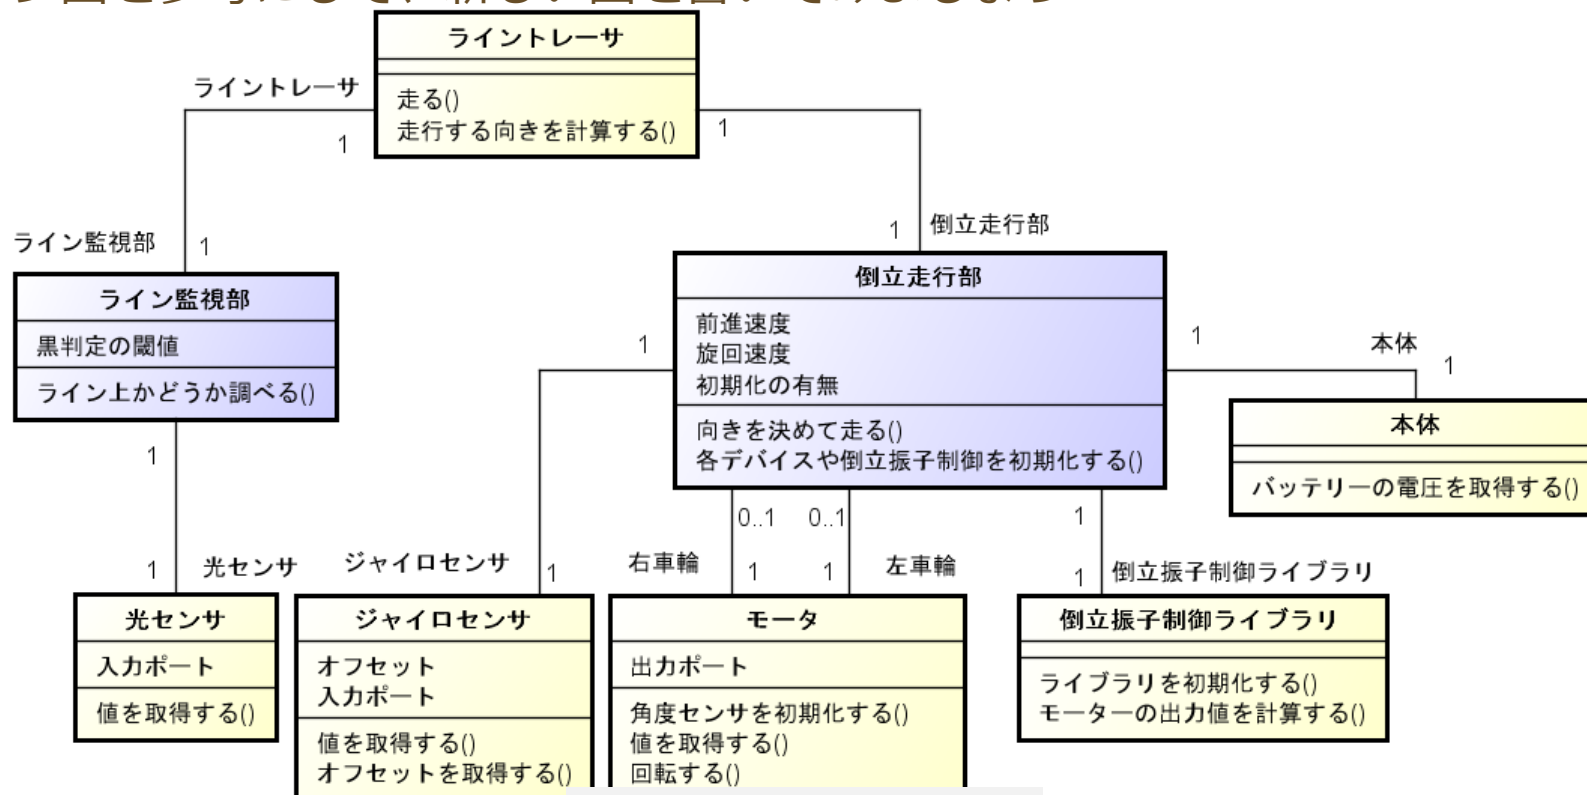 ライントレーサ
走る()
走行する向きを計算する()
ライントレーサ
1
1
ライン監視部
1
1
倒立走行部
ライン監視部
黒判定の閾値
ライン上かどうか調べる()
倒立走行部
前進速度
旋回速度
初期化の有無
向きを決めて走る()
各デバイスや倒立振子制御を初期化する()
1
1
本体
1
本体
バッテリーの電圧を取得する()
1
1
光センサ
ジャイロセンサ
1
0..1
0..1
右車輪
1
1
左車輪
1
1
倒立振子制御ライブラリ
光センサ
入力ポート
値を取得する()
ジャイロセンサ
オフセット
入力ポート
値を取得する()
オフセットを取得する()
モータ
出力ポート
角度センサを初期化する()
値を取得する()
回転する()
倒立振子制御ライブラリ
ライブラリを初期化する()
モーターの出力値を計算する()